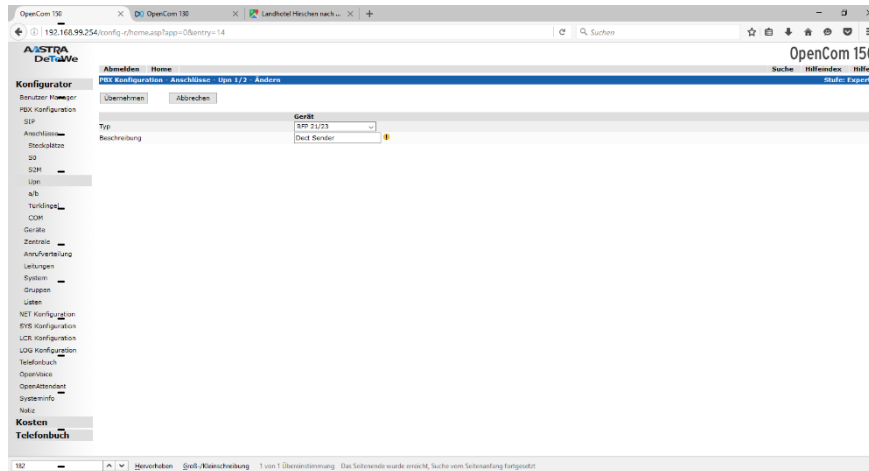 OpenCom 150
OpenCom 130
Landhotel Hirschen nach ...
192.168.99.254/config-r/home.asp?app=0&entry=14
Suchen
AASTRA
DeTeWe
OpenCom 150
Abmelden Home
Suche Hilfeindex Hilfe
Konfigurator
PBX Konfiguration - Anschlüsse - Upn 1/2 - Ändern
Stufe: Expert
Benutzer Manager
Übernehmen Abbrechen
PBX Konfiguration
SIP
Gerät
Typ RFP 21/23
Anschlüsse
Beschreibung Dect Sender
Steckplätze
S0
S2M
Upn
a/b
Türklingel
COM
Geräte
Zentrale
Anrufverteilung
Leitungen
System
Gruppen
Listen
NET Konfiguration
SYS Konfiguration
LCR Konfiguration
LOG Konfiguration
Telefonbuch
OpenVoice
OpenAttendant
Systeminfo
Notiz
Kosten
Telefonbuch
182 Hervorheben Groß-/Kleinschreibung 1 von 1 Übereinstimmung Das Seitenende wurde erreicht, Suche vom Seitenanfang fortgesetzt